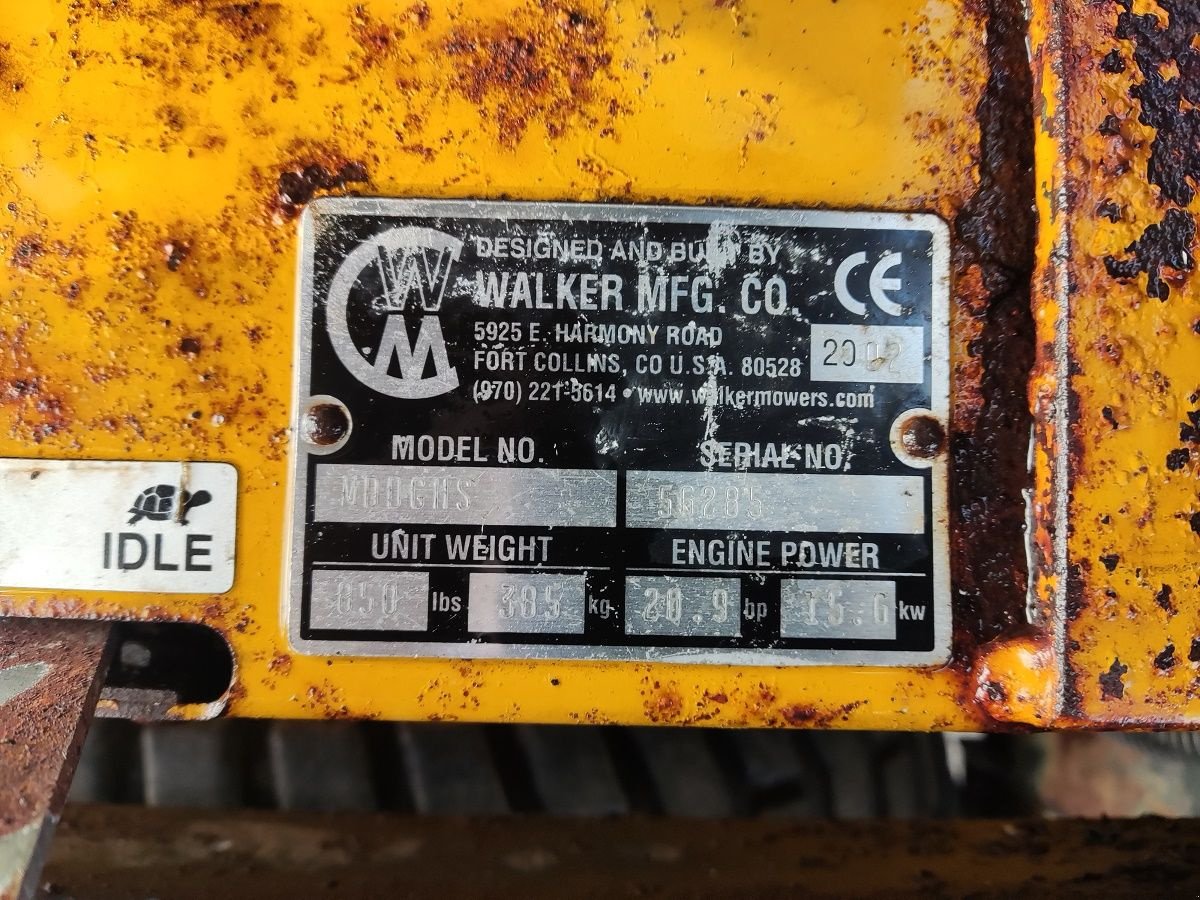 DESIGNED AND BUILT BY
WALKER MFG. CO.
CE
5925 E. HARMONY ROAD
FORT COLLINS, CO U.S.A. 80528
2002
(970) 221-5614 • www.walkermowers.com
WM
MODEL NO.
SERIAL NO.
56285
UNIT WEIGHT
ENGINE POWER
850 lbs 385 kg
20.9 hp 15.6 kw
IDLE